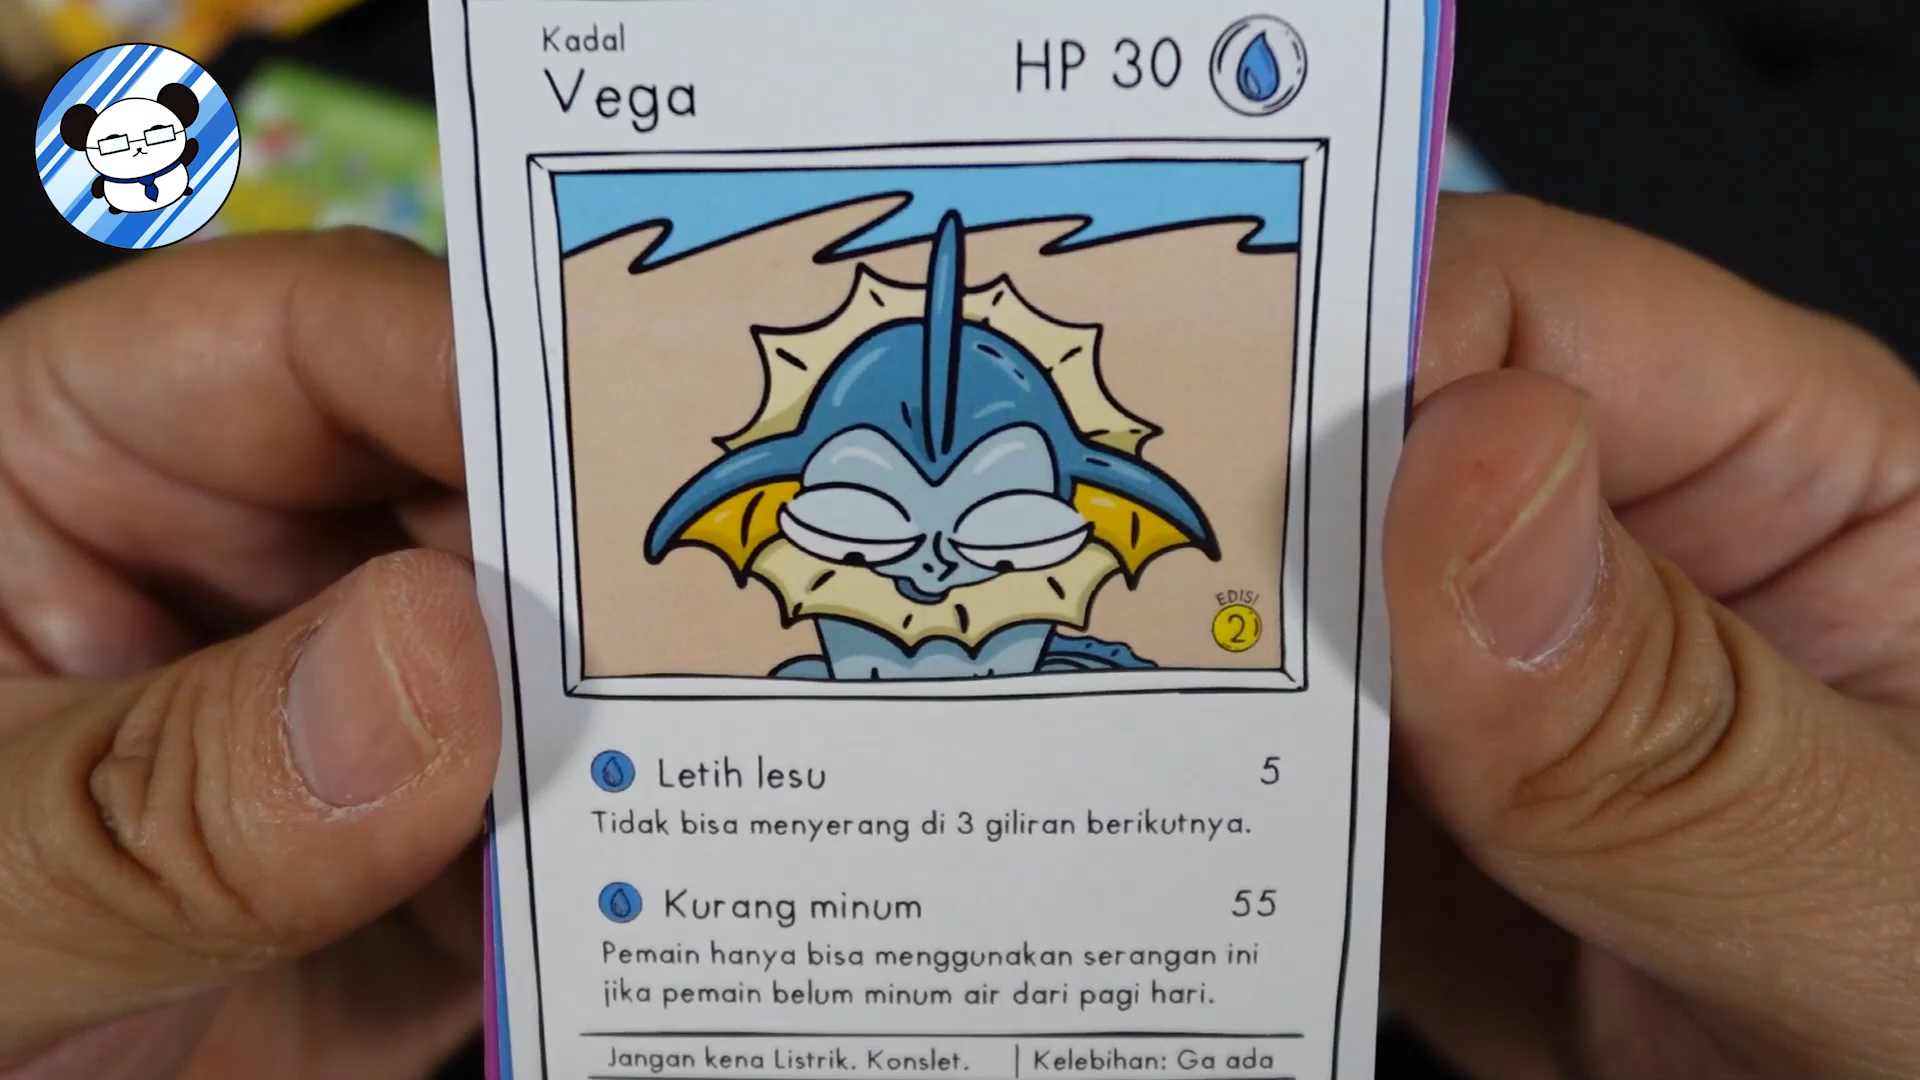 Kadal
Vega
HP 30
EDISI
2
Letih lesu 5
Tidak bisa menyerang di 3 giliran berikutnya.
Kurang minum 55
Pemain hanya bisa menggunakan serangan ini
jika pemain belum minum air dari pagi hari.
Jangan kena Listrik. Konslet. | Kelebihan: Ga ada